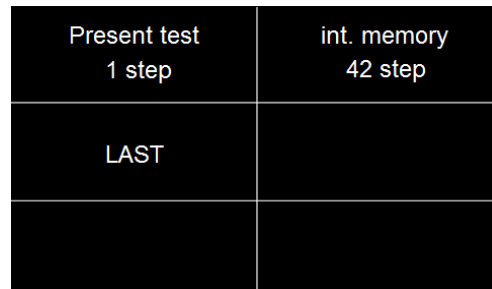 Present test
1 step
int. memory
42 step
LAST